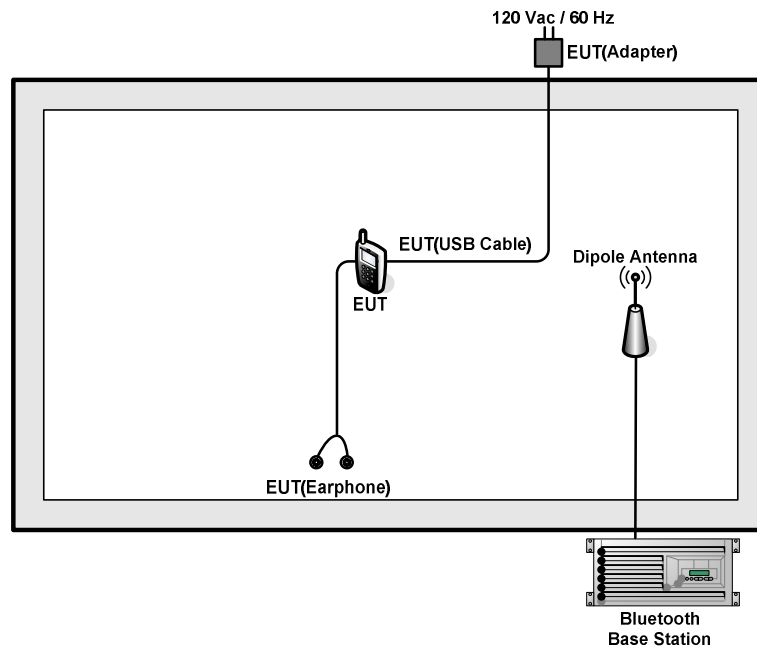 120 Vac / 60 Hz
EUT(Adapter)
EUT(USB Cable)
Dipole Antenna
EUT
EUT(Earphone)
Bluetooth
Base Station